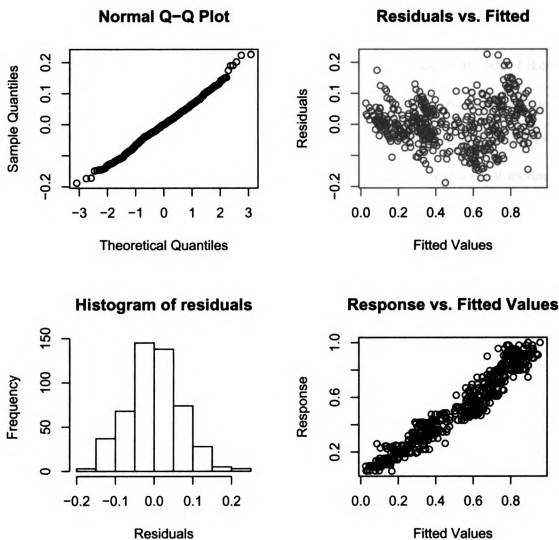 Normal Q−Q Plot
Sample Quantiles
0.2
0.1
0.0
−0.2
−3 −2 −1 0 1 2 3
Theoretical Quantiles
Residuals vs. Fitted
Residuals
0.2
0.1
0.0
−0.2
0.0 0.2 0.4 0.6 0.8
Fitted Values
Histogram of residuals
Frequency
150
100
50
0
−0.2 −0.1 0.0 0.1 0.2
Residuals
Response vs. Fitted Values
Response
1.0
0.6
0.2
0.0 0.2 0.4 0.6 0.8
Fitted Values